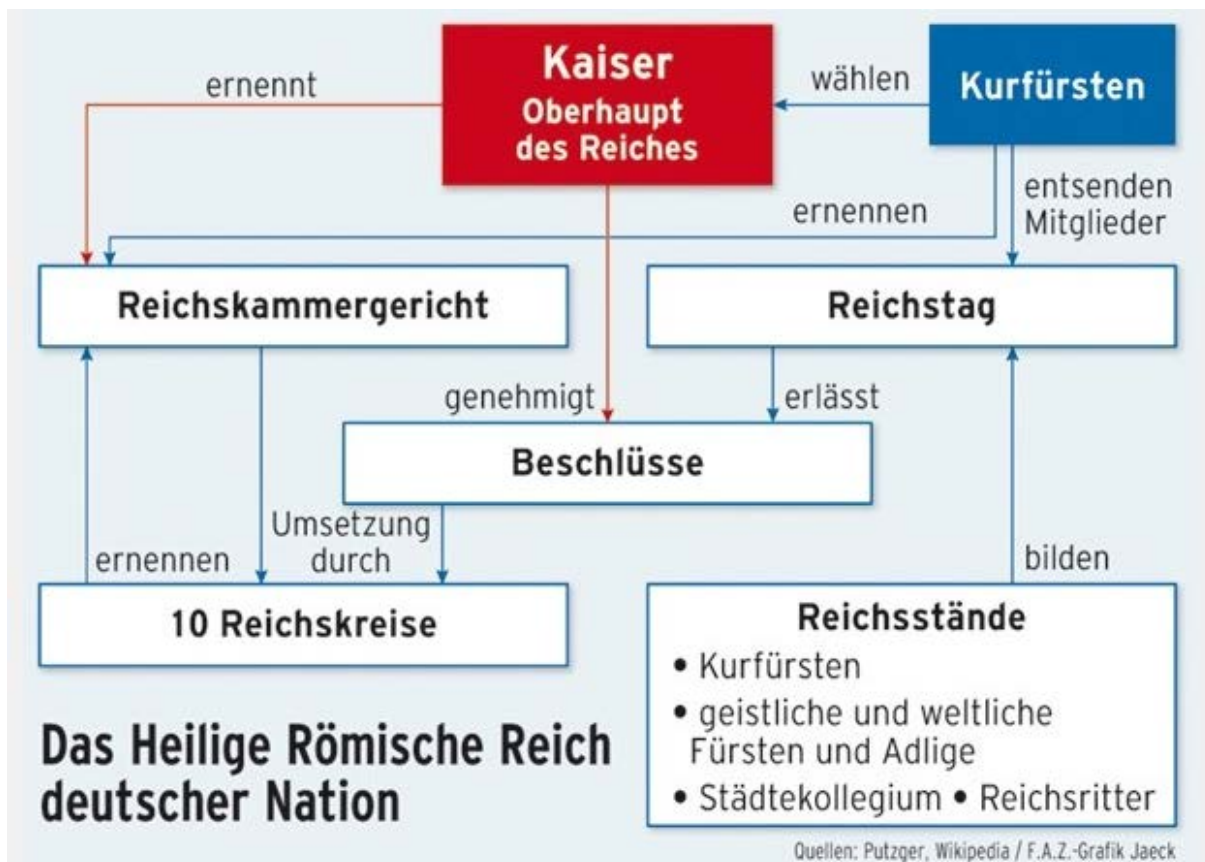 Kaiser
Oberhaupt
des Reiches
ernennt
wählen
Kurfürsten
ernennen
entsenden
Mitglieder
Reichskammergericht
Reichstag
genehmigt
erlässt
Beschlüsse
ernennen
Umsetzung
durch
bilden
10 Reichskreise
Reichsstände
• Kurfürsten
• geistliche und weltliche
Fürsten und Adlige
• Städtekollegium • Reichsritter
Das Heilige Römische Reich
deutscher Nation
Quellen: Putzger, Wikipedia / F.A.Z.-Grafik Jaeck